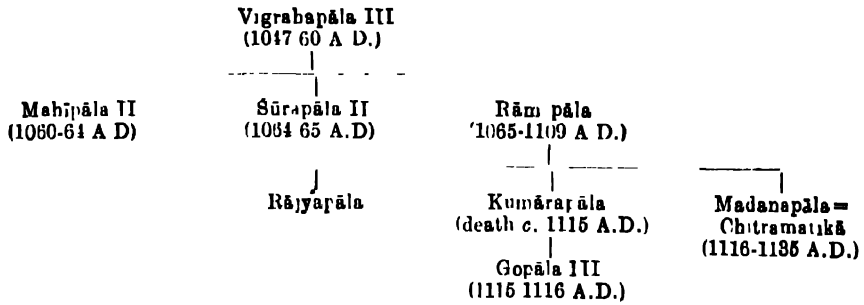 Vigrahapāla III
(1047 60 A D.)
Mahīpāla II
(1060-64 A D)
Śūrapāla II
(1064 65 A.D)
Rām pāla
(1065-1109 A D.)
Rājyapāla
Kumārapāla
(death c. 1115 A.D.)
Madanapāla=
Chitramatikā
(1116-1135 A.D.)
Gopāla III
(1115 1116 A.D.)